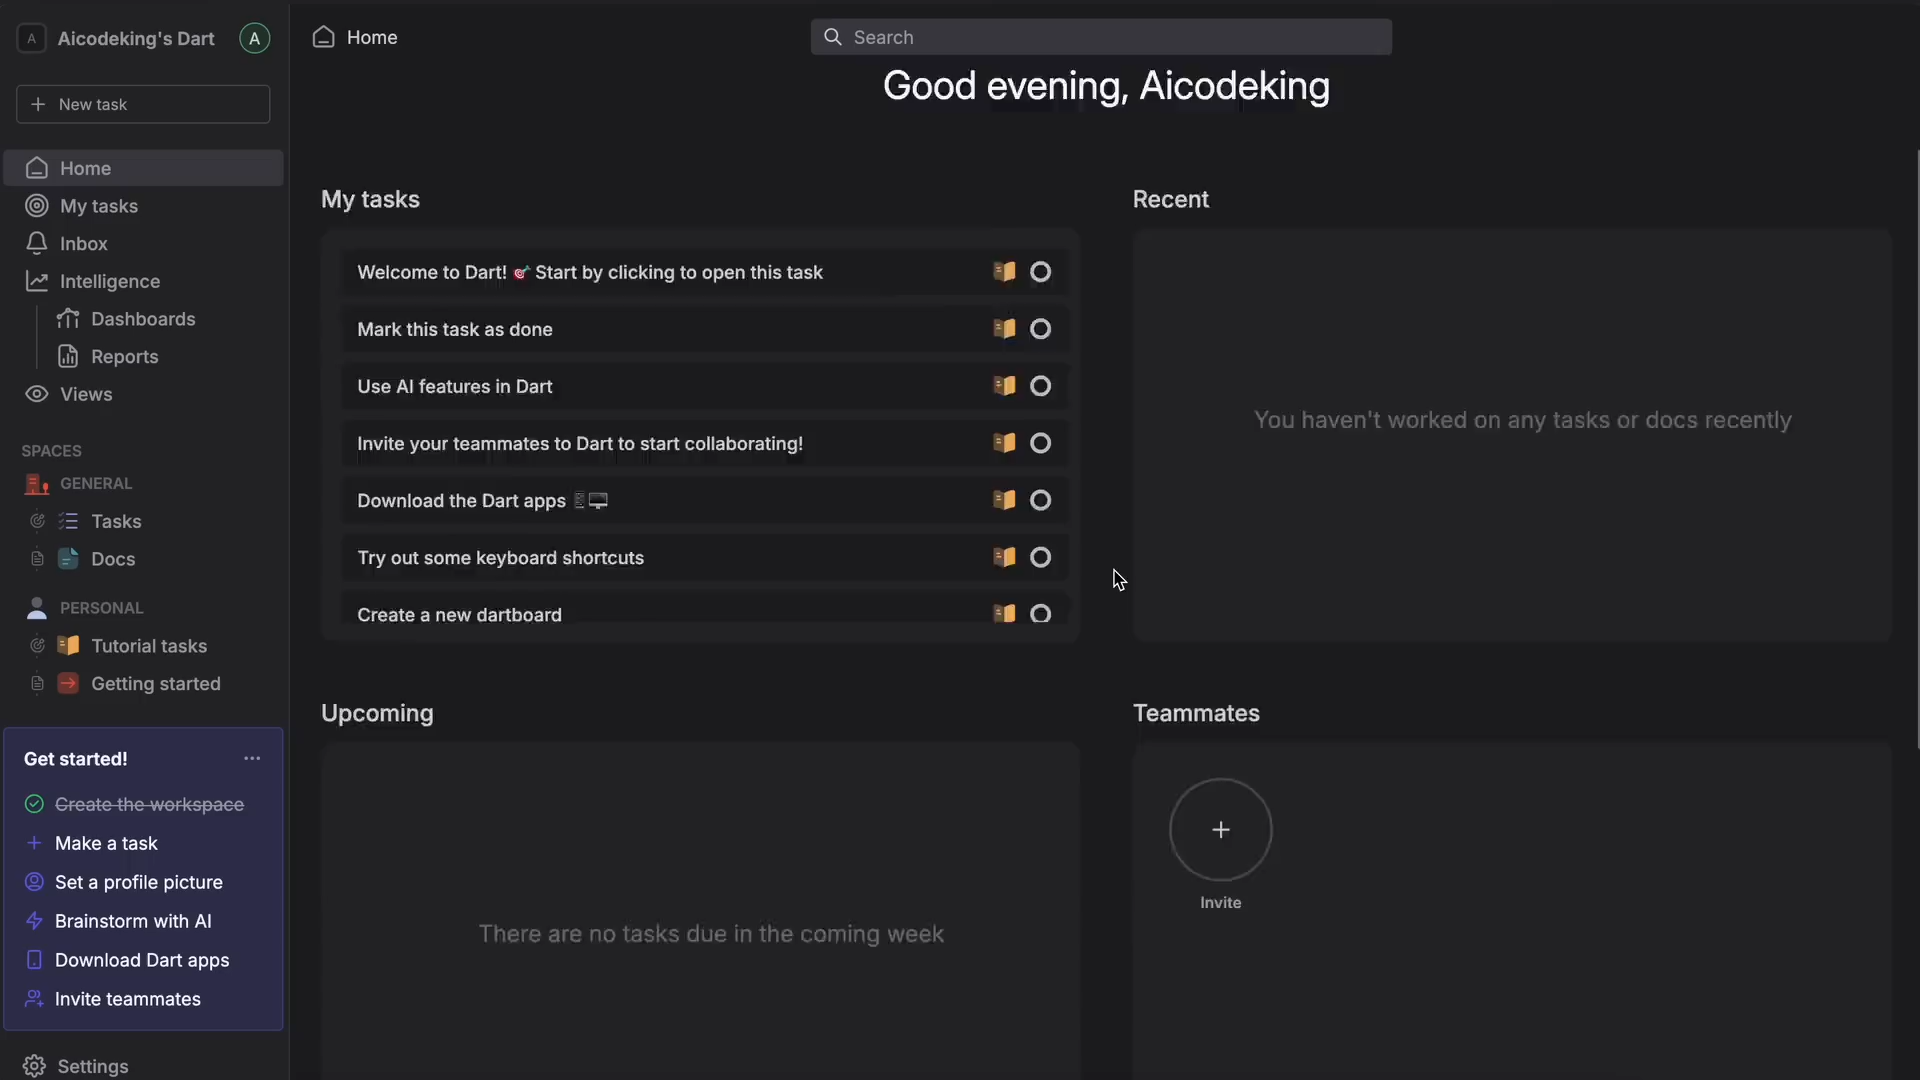 A
Aicodeking's Dart
A
New task
Home
My tasks
Inbox
Intelligence
Dashboards
Reports
Views
SPACES
GENERAL
Tasks
Docs
PERSONAL
Tutorial tasks
Getting started
Get started!
Create the workspace
Make a task
Set a profile picture
Brainstorm with AI
Download Dart apps
Invite teammates
Settings
Home
Search
Good evening, Aicodeking
My tasks
Welcome to Dart! 🎯 Start by clicking to open this task
Mark this task as done
Use AI features in Dart
Invite your teammates to Dart to start collaborating!
Download the Dart apps
Try out some keyboard shortcuts
Create a new dartboard
Recent
You haven't worked on any tasks or docs recently
Upcoming
There are no tasks due in the coming week
Teammates
Invite